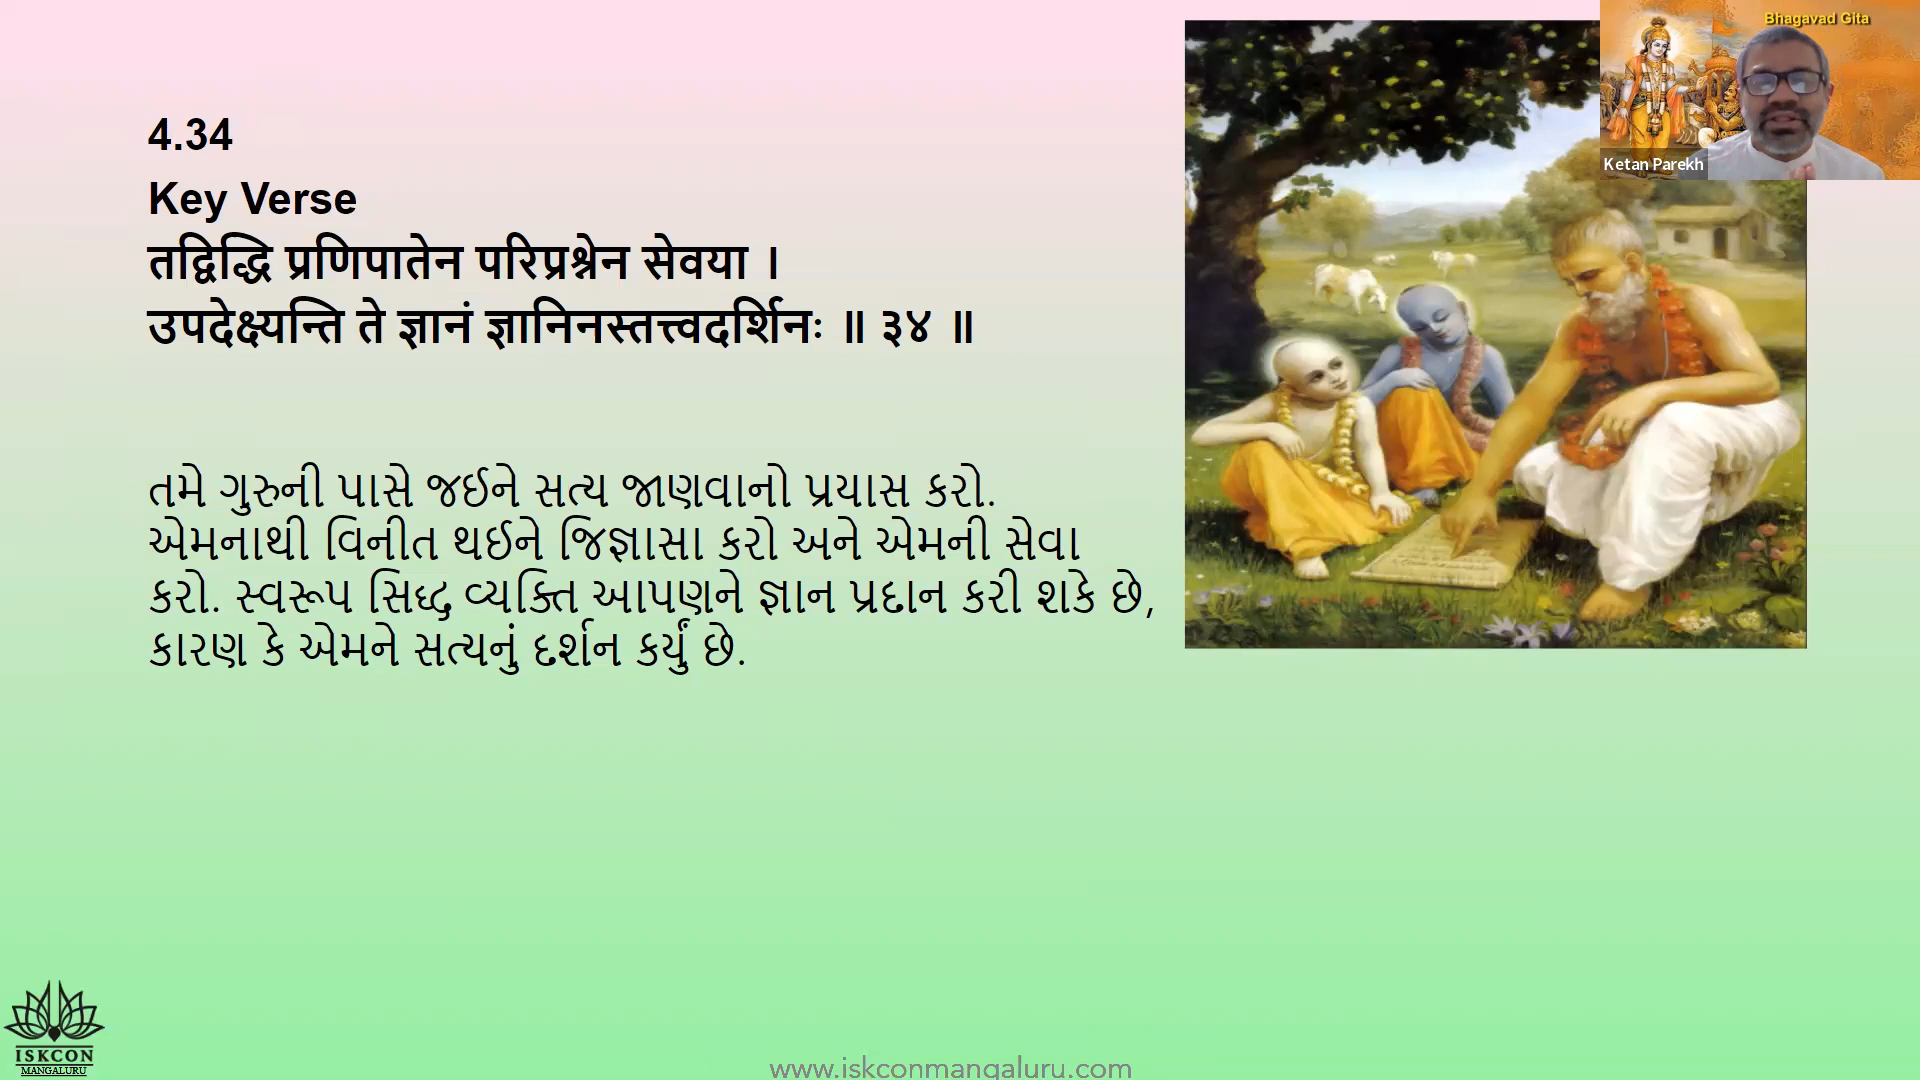 4.34
Key Verse
तद्विद्धि प्रणिपातेन परिप्रश्नेन सेवया ।
उपदेक्ष्यन्ति ते ज्ञानं ज्ञानिनस्तत्त्वदर्शिनः ॥ ३४ ॥
તમે ગુરુની પાસે જઈને સત્ય જાણવાનો પ્રયાસ કરો.
એમનાથી વિનીત થઈને જિજ્ઞાસા કરો અને એમની સેવા
કરો. સ્વરૂપ સિદ્ધ વ્યક્તિ આપણને જ્ઞાન પ્રદાન કરી શકે છે,
કારણ કે એમને સત્યનું દર્શન કર્યું છે.
Bhagavad Gita
Ketan Parekh
ISKCON
MANGALURU
www.iskconmangaluru.com